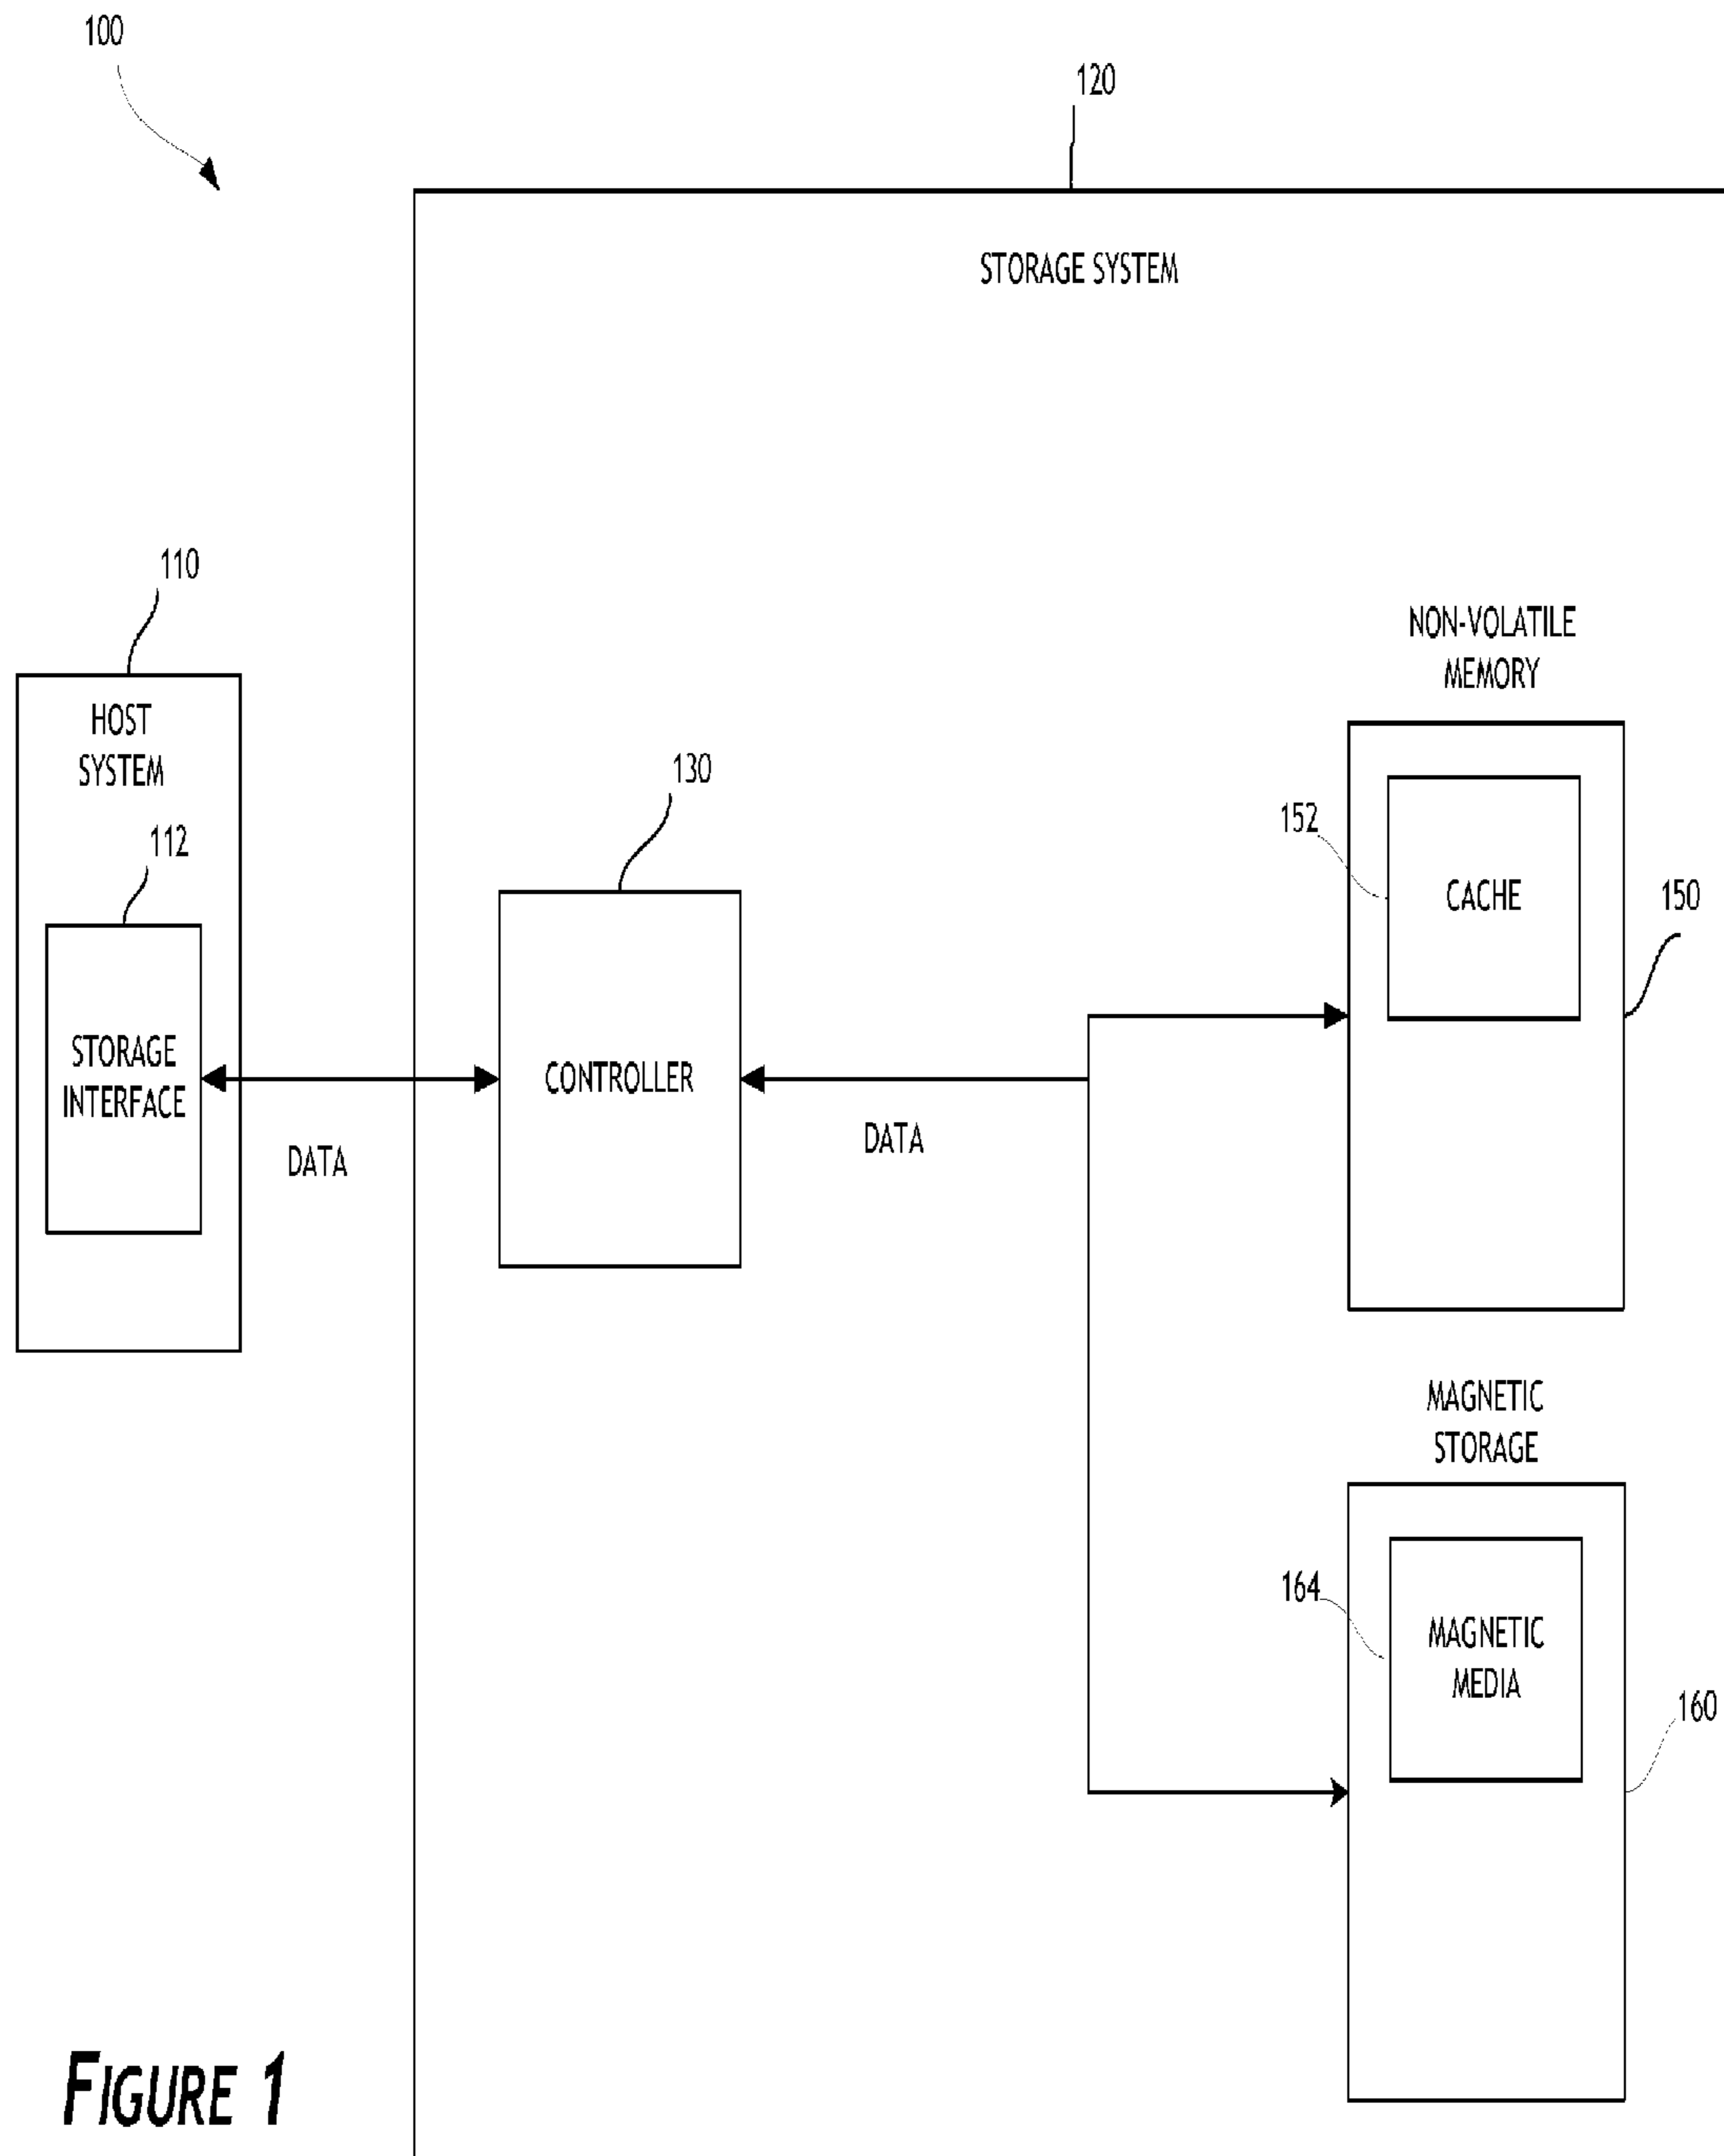 100
120
STORAGE SYSTEM
110
HOST
SYSTEM
112
STORAGE
INTERFACE
DATA
130
CONTROLLER
DATA
NON-VOLATILE
MEMORY
152
CACHE
150
MAGNETIC
STORAGE
164
MAGNETIC
MEDIA
160
FIGURE 1